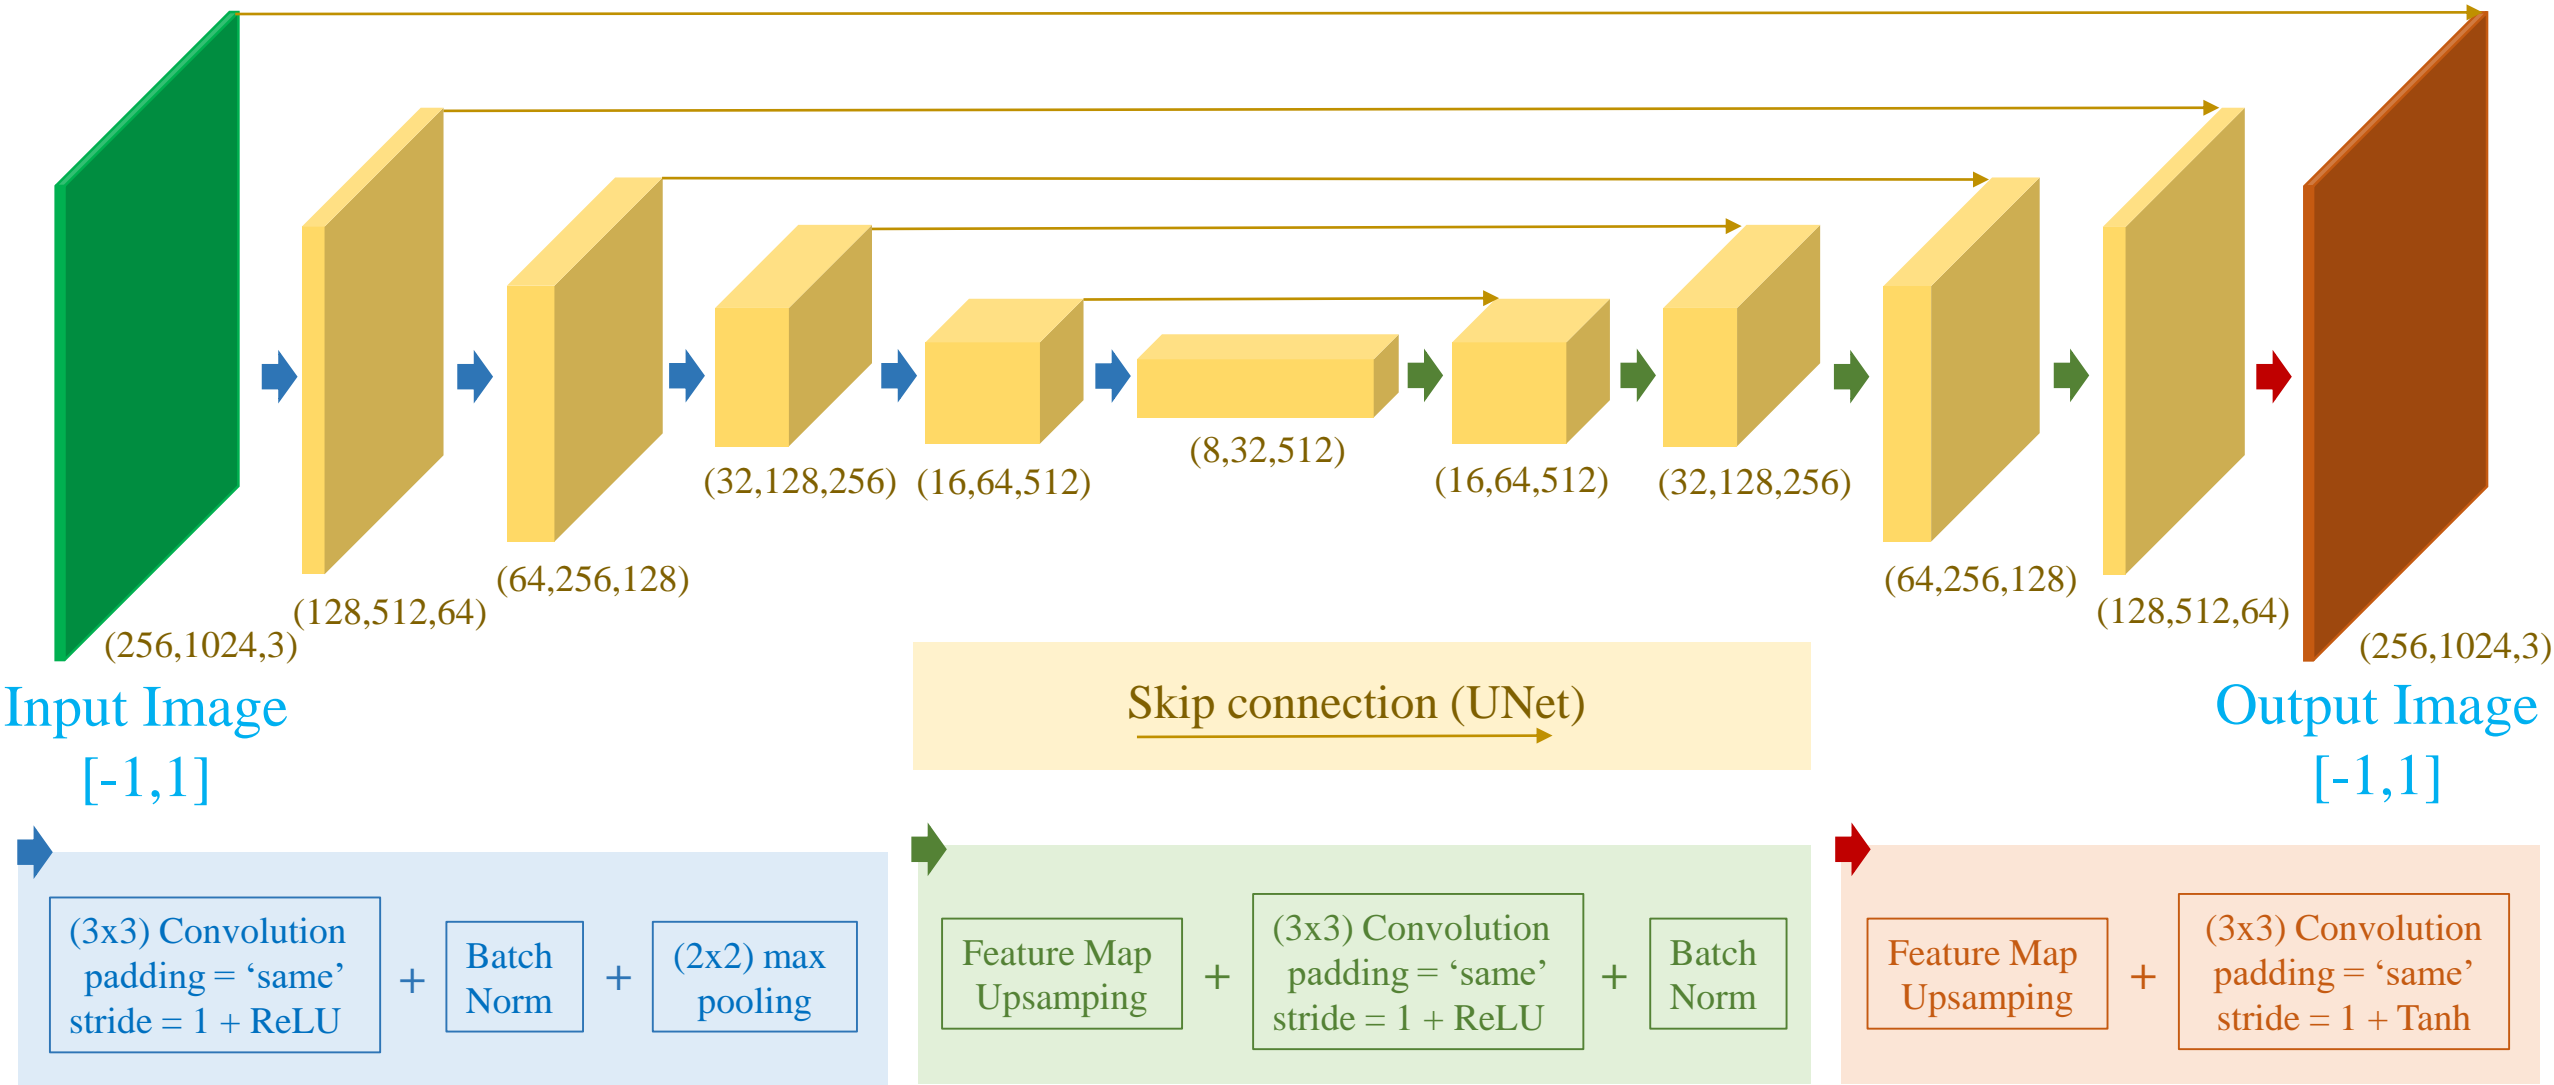 (256,1024,3)
(128,512,64)
(64,256,128)
(32,128,256)
(16,64,512)
(8,32,512)
(16,64,512)
(32,128,256)
(64,256,128)
(128,512,64)
(256,1024,3)
Input Image
[-1,1]
Skip connection (UNet)
Output Image
[-1,1]
(3x3) Convolution
padding = ‘same’
stride = 1 + ReLU
+
Batch
Norm
+
(2x2) max
pooling
Feature Map
Upsamping
+
(3x3) Convolution
padding = ‘same’
stride = 1 + ReLU
+
Batch
Norm
Feature Map
Upsamping
+
(3x3) Convolution
padding = ‘same’
stride = 1 + Tanh